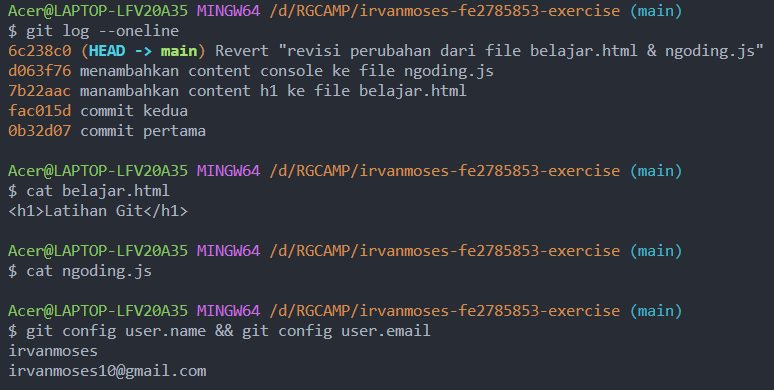 Acer@LAPTOP-LFV20A35 MINGW64 /d/RGCAMP/irvanmoses-fe2785853-exercise (main)
$ git log --oneline
6c238c0 (HEAD -> main) Revert "revisi perubahan dari file belajar.html & ngoding.js"
d063f76 menambahkan content console ke file ngoding.js
7b22aac manambahkan content h1 ke file belajar.html
fac015d commit kedua
0b32d07 commit pertama
Acer@LAPTOP-LFV20A35 MINGW64 /d/RGCAMP/irvanmoses-fe2785853-exercise (main)
$ cat belajar.html
<h1>Latihan Git</h1>
Acer@LAPTOP-LFV20A35 MINGW64 /d/RGCAMP/irvanmoses-fe2785853-exercise (main)
$ cat ngoding.js
Acer@LAPTOP-LFV20A35 MINGW64 /d/RGCAMP/irvanmoses-fe2785853-exercise (main)
$ git config user.name && git config user.email
irvanmoses
irvanmoses10@gmail.com